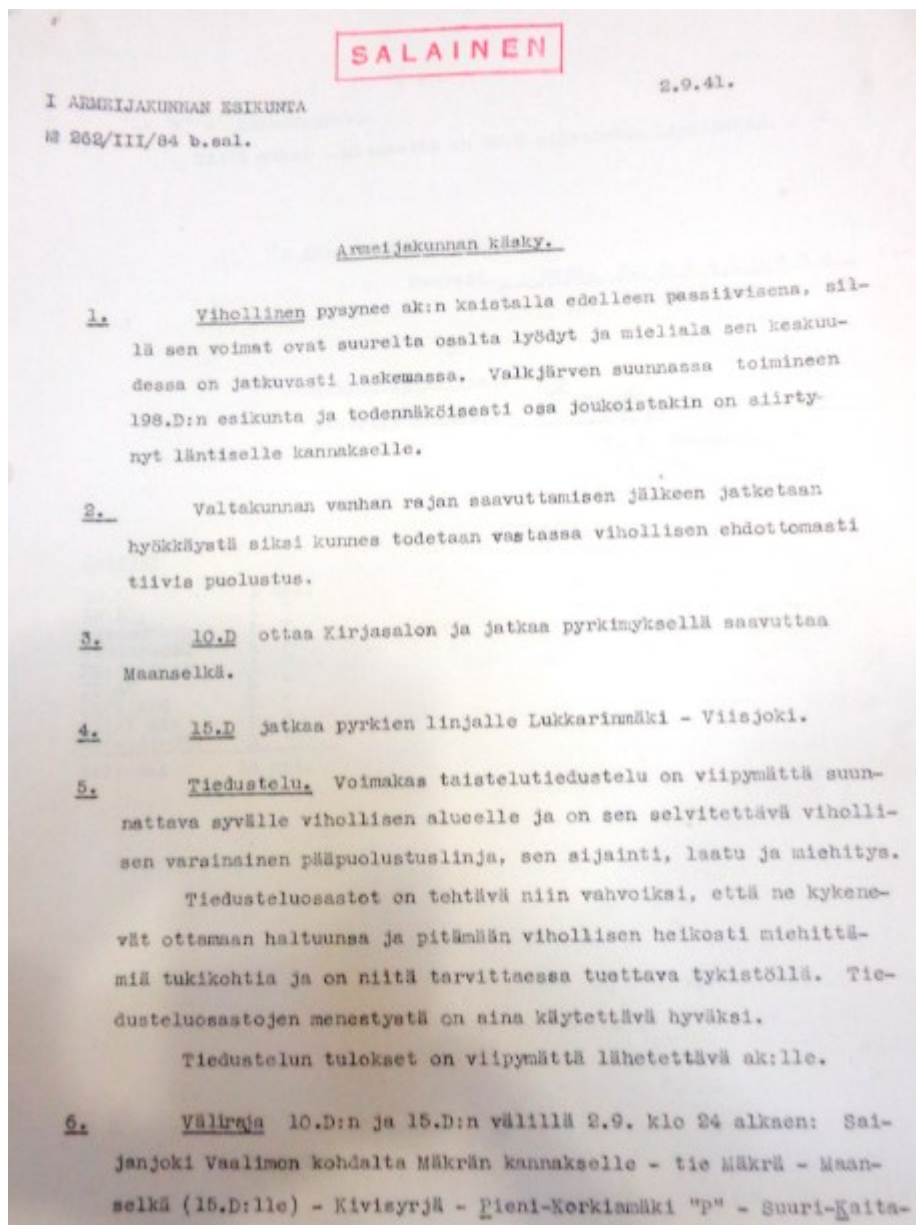 SALAINEN
2.9.41.
I ARMEIJAKUNNAN ESIKUNTA
№ 262/III/84 b.sal.
Armeijakunnan käsky.
1. Vihollinen pysynee ak:n kaistalla edelleen passiivisena, sil-
lä sen voimat ovat suurelta osalta lyödyt ja mieliala sen keskuu-
dessa on jatkuvasti laskemassa. Valkjärven suunnassa toimineen
198.D:n esikunta ja todennäköisesti osa joukoistakin on siirty-
nyt läntiselle kannakselle.
2. Valtakunnan vanhan rajan saavuttamisen jälkeen jatketaan
hyökkäystä siksi kunnes todetaan vastassa vihollisen ehdottomasti
tiivis puolustus.
3. 10.D ottaa Kirjasalon ja jatkaa pyrkimyksellä saavuttaa
Maanselkä.
4. 15.D jatkaa pyrkien linjalle Lukkarinmäki - Viisjoki.
5. Tiedustelu. Voimakas taistelutiedustelu on viipymättä suun-
nattava syvälle vihollisen alueelle ja on sen selvitettävä viholli-
sen varsinainen pääpuolustuslinja, sen sijainti, laatu ja miehitys.
Tiedusteluosastot on tehtävä niin vahvoiksi, että ne kykene-
vät ottamaan haltuunsa ja pitämään vihollisen heikosti miehittä-
miä tukikohtia ja on niitä tarvittaessa tuettava tykistöllä. Tie-
dusteluosastojen menestystä on aina käytettävä hyväksi.
Tiedustelun tulokset on viipymättä lähetettävä ak:lle.
6. Väliraja 10.D:n ja 15.D:n välillä 2.9. klo 24 alkaen: Sai-
janjoki Vaalimon kohdalta Mäkrän kannakselle - tie Mäkrä - Maan-
selkä (15.D:lle) - Kivisyrjä - Pieni-Korkiamäki "P" - Suuri-Kaita-